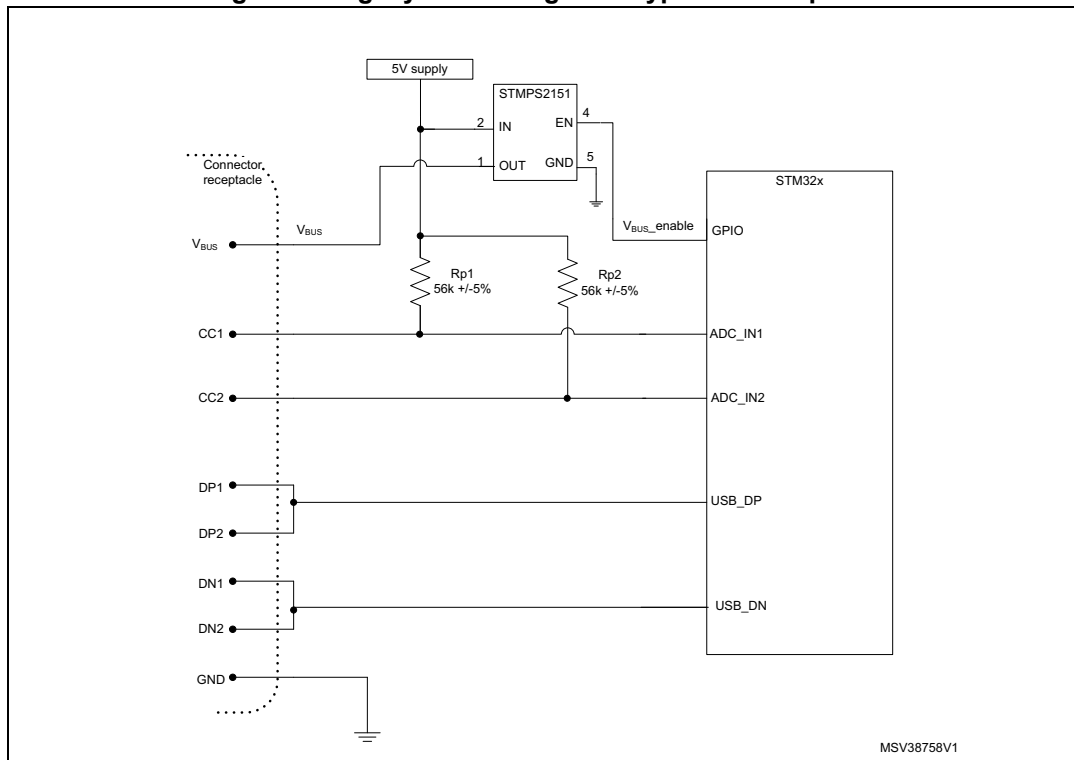 5V supply
STMPS2151
2 IN
EN 4
1 OUT
GND 5
Connector
receptacle
STM32x
VBUS
VBUS
VBUS_enable
GPIO
Rp1
56k +/-5%
Rp2
56k +/-5%
CC1
ADC_IN1
CC2
ADC_IN2
DP1
USB_DP
DP2
DN1
USB_DN
DN2
GND
MSV38758V1